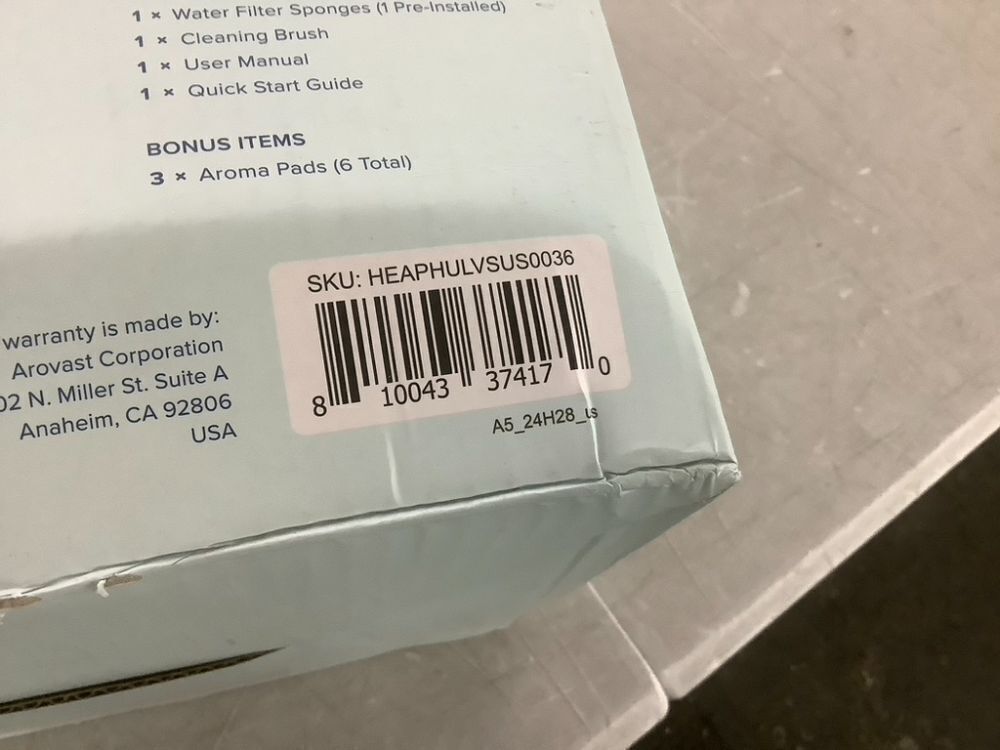 1 × Water Filter Sponges (1 Pre-Installed)
1 × Cleaning Brush
1 × User Manual
1 × Quick Start Guide
BONUS ITEMS
3 × Aroma Pads (6 Total)
warranty is made by:
Arovast Corporation
02 N. Miller St. Suite A
Anaheim, CA 92806
USA
SKU: HEAPHULVSUS0036
8 10043 37417 0
A5_24H28_us